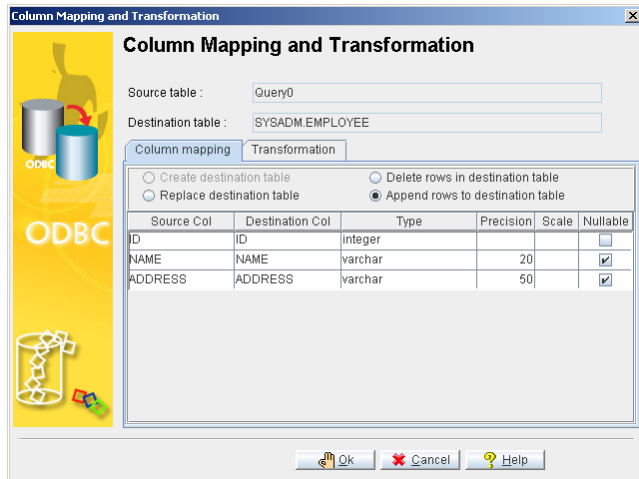 Column Mapping and Transformation
Column Mapping and Transformation
Source table : Query0
Destination table : SYSADM.EMPLOYEE
Column mapping Transformation
Create destination table Delete rows in destination table
Replace destination table Append rows to destination table
Source Col Destination Col Type Precision Scale Nullable
ID ID integer
NAME NAME varchar 20
ADDRESS ADDRESS varchar 50
ODBC
ODBC
Ok Cancel Help